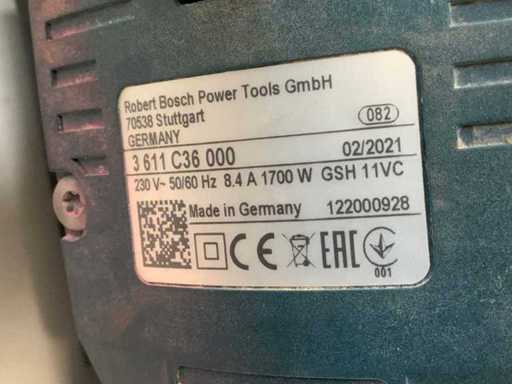 Robert Bosch Power Tools GmbH
70538 Stuttgart
GERMANY
082
3 611 C36 000
02/2021
230 V~ 50/60 Hz 8.4 A 1700 W GSH 11VC
Made in Germany
122000928
CE
EAC
001